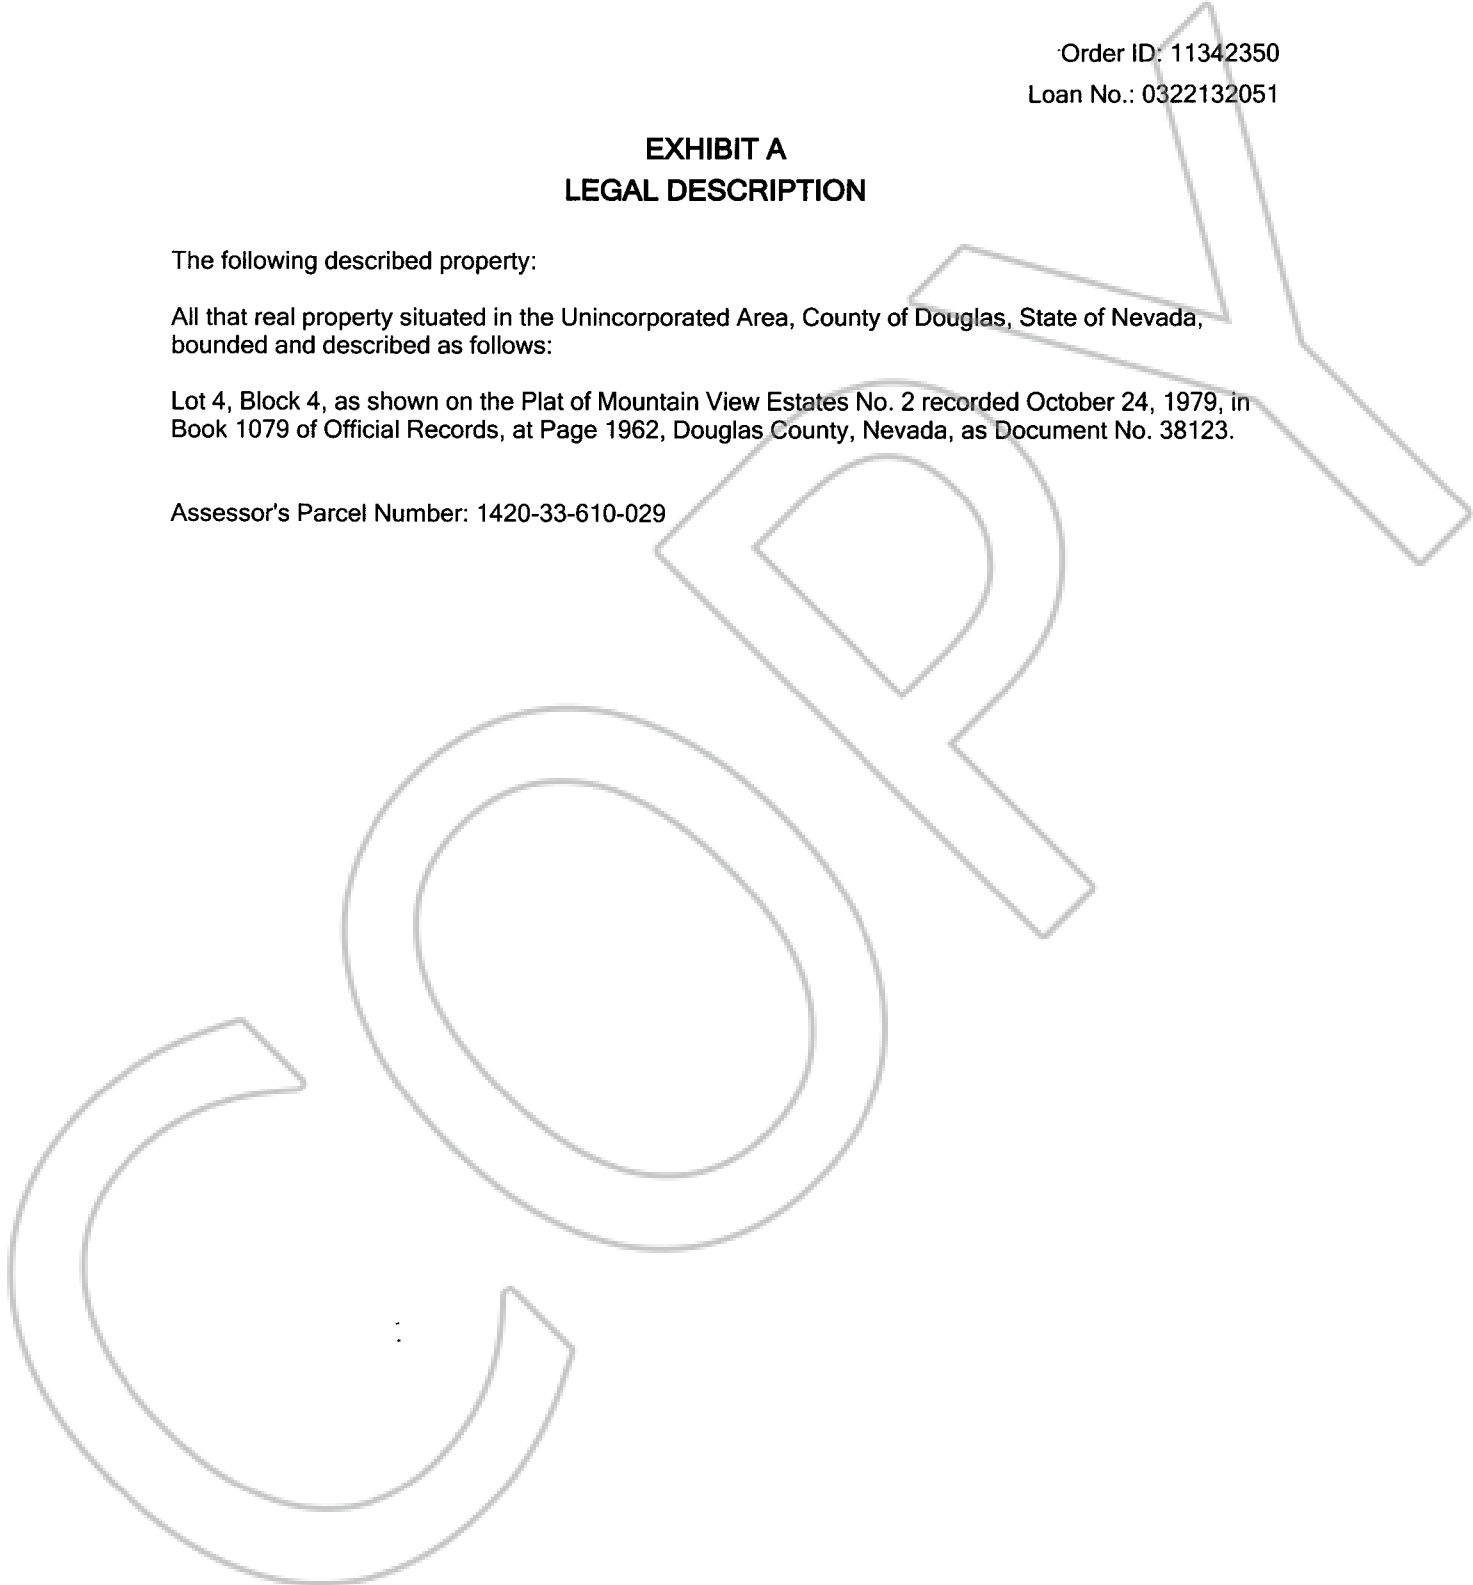 Order ID: 11342350
Loan No.: 0322132051
EXHIBIT A
LEGAL DESCRIPTION
The following described property:
All that real property situated in the Unincorporated Area, County of Douglas, State of Nevada,
bounded and described as follows:
Lot 4, Block 4, as shown on the Plat of Mountain View Estates No. 2 recorded October 24, 1979, in
Book 1079 of Official Records, at Page 1962, Douglas County, Nevada, as Document No. 38123.
Assessor's Parcel Number: 1420-33-610-029
COPY